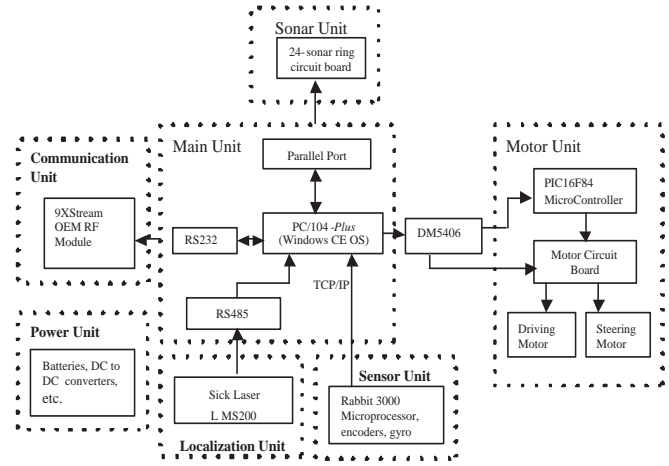 Sonar Unit
24-sonar ring
circuit board
Main Unit
Parallel Port
Communication
Unit
9XStream
OEM RF
Module
RS232
PC/104 -Plus
(Windows CE OS)
DM5406
Motor Unit
PIC16F84
MicroController
Motor Circuit
Board
Driving
Motor
Steering
Motor
TCP/IP
RS485
Power Unit
Batteries, DC to
DC converters,
etc.
Sick Laser
L MS200
Localization Unit
Sensor Unit
Rabbit 3000
Microprocessor,
encoders, gyro